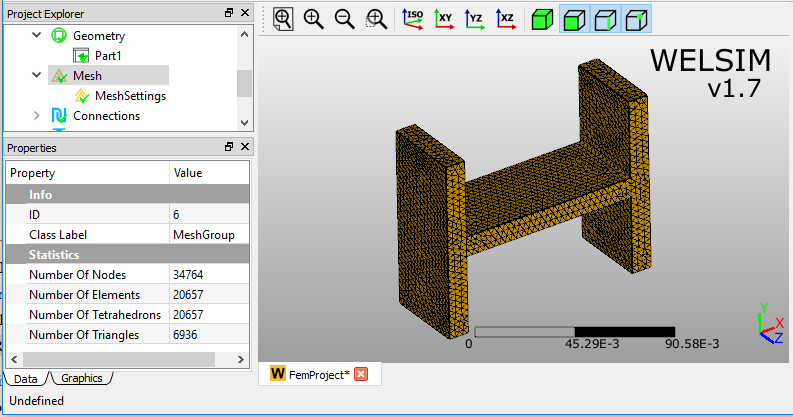 Project Explorer
Geometry
Part1
Mesh
MeshSettings
Connections
Properties
Property Value
Info
ID 6
Class Label MeshGroup
Statistics
Number Of Nodes 34764
Number Of Elements 20657
Number Of Tetrahedrons 20657
Number Of Triangles 6936
Data Graphics
Undefined
ISO XY YZ XZ
WELSIM
v1.7
0 45.29E-3 90.58E-3
Y
X
Z
W FemProject*